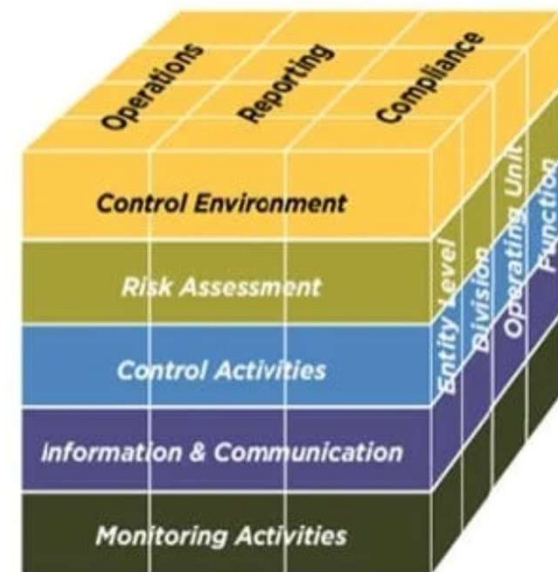 Operations
Reporting
Compliance
Control Environment
Risk Assessment
Control Activities
Information & Communication
Monitoring Activities
Entity Level
Division
Operating Unit
Function